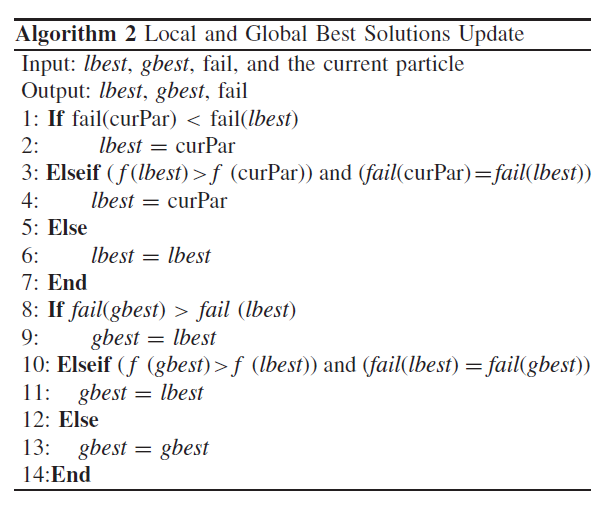 Algorithm 2 Local and Global Best Solutions Update
Input: lbest, gbest, fail, and the current particle
Output: lbest, gbest, fail
1: If fail(curPar) < fail(lbest)
2: lbest = curPar
3: Elseif (f(lbest)>f (curPar)) and (fail(curPar)=fail(lbest))
4: lbest = curPar
5: Else
6: lbest = lbest
7: End
8: If fail(gbest) > fail (lbest)
9: gbest = lbest
10: Elseif (f (gbest)>f (lbest)) and (fail(lbest) = fail(gbest))
11: gbest = lbest
12: Else
13: gbest = gbest
14:End